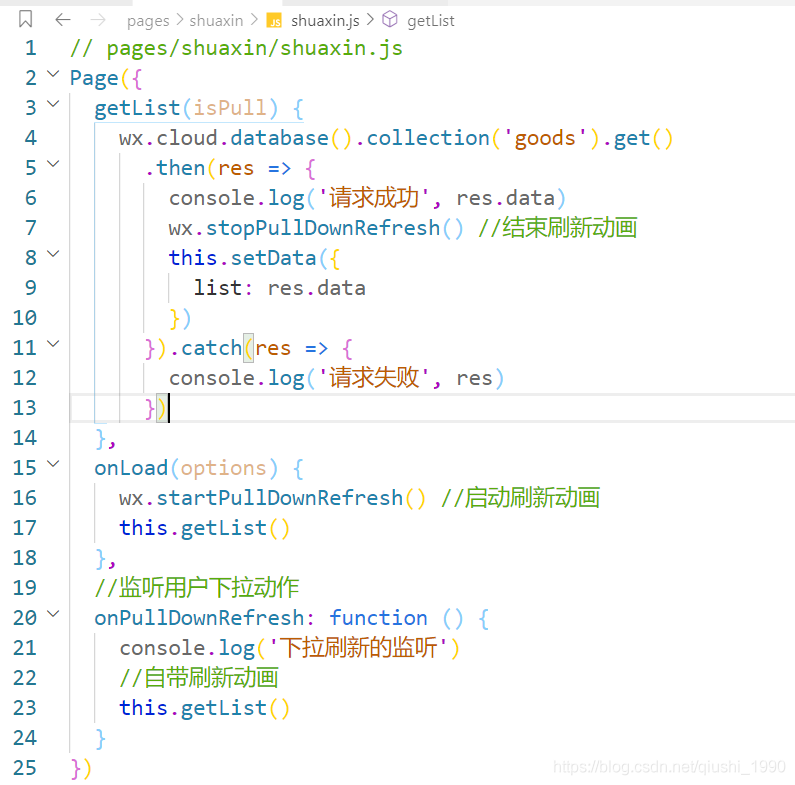 pages > shuaxin > JS shuaxin.js > getList
1 // pages/shuaxin/shuaxin.js
2 Page({
3 getList(isPull) {
4 wx.cloud.database().collection('goods').get()
5 .then(res => {
6 console.log('请求成功', res.data)
7 wx.stopPullDownRefresh() //结束刷新动画
8 this.setData({
9 list: res.data
10 })
11 }).catch(res => {
12 console.log('请求失败', res)
13 })
14 },
15 onLoad(options) {
16 wx.startPullDownRefresh() //启动刷新动画
17 this.getList()
18 },
19 //监听用户下拉动作
20 onPullDownRefresh: function () {
21 console.log('下拉刷新的监听')
22 //自带刷新动画
23 this.getList()
24 }
25 })
https://blog.csdn.net/qiushi_1990